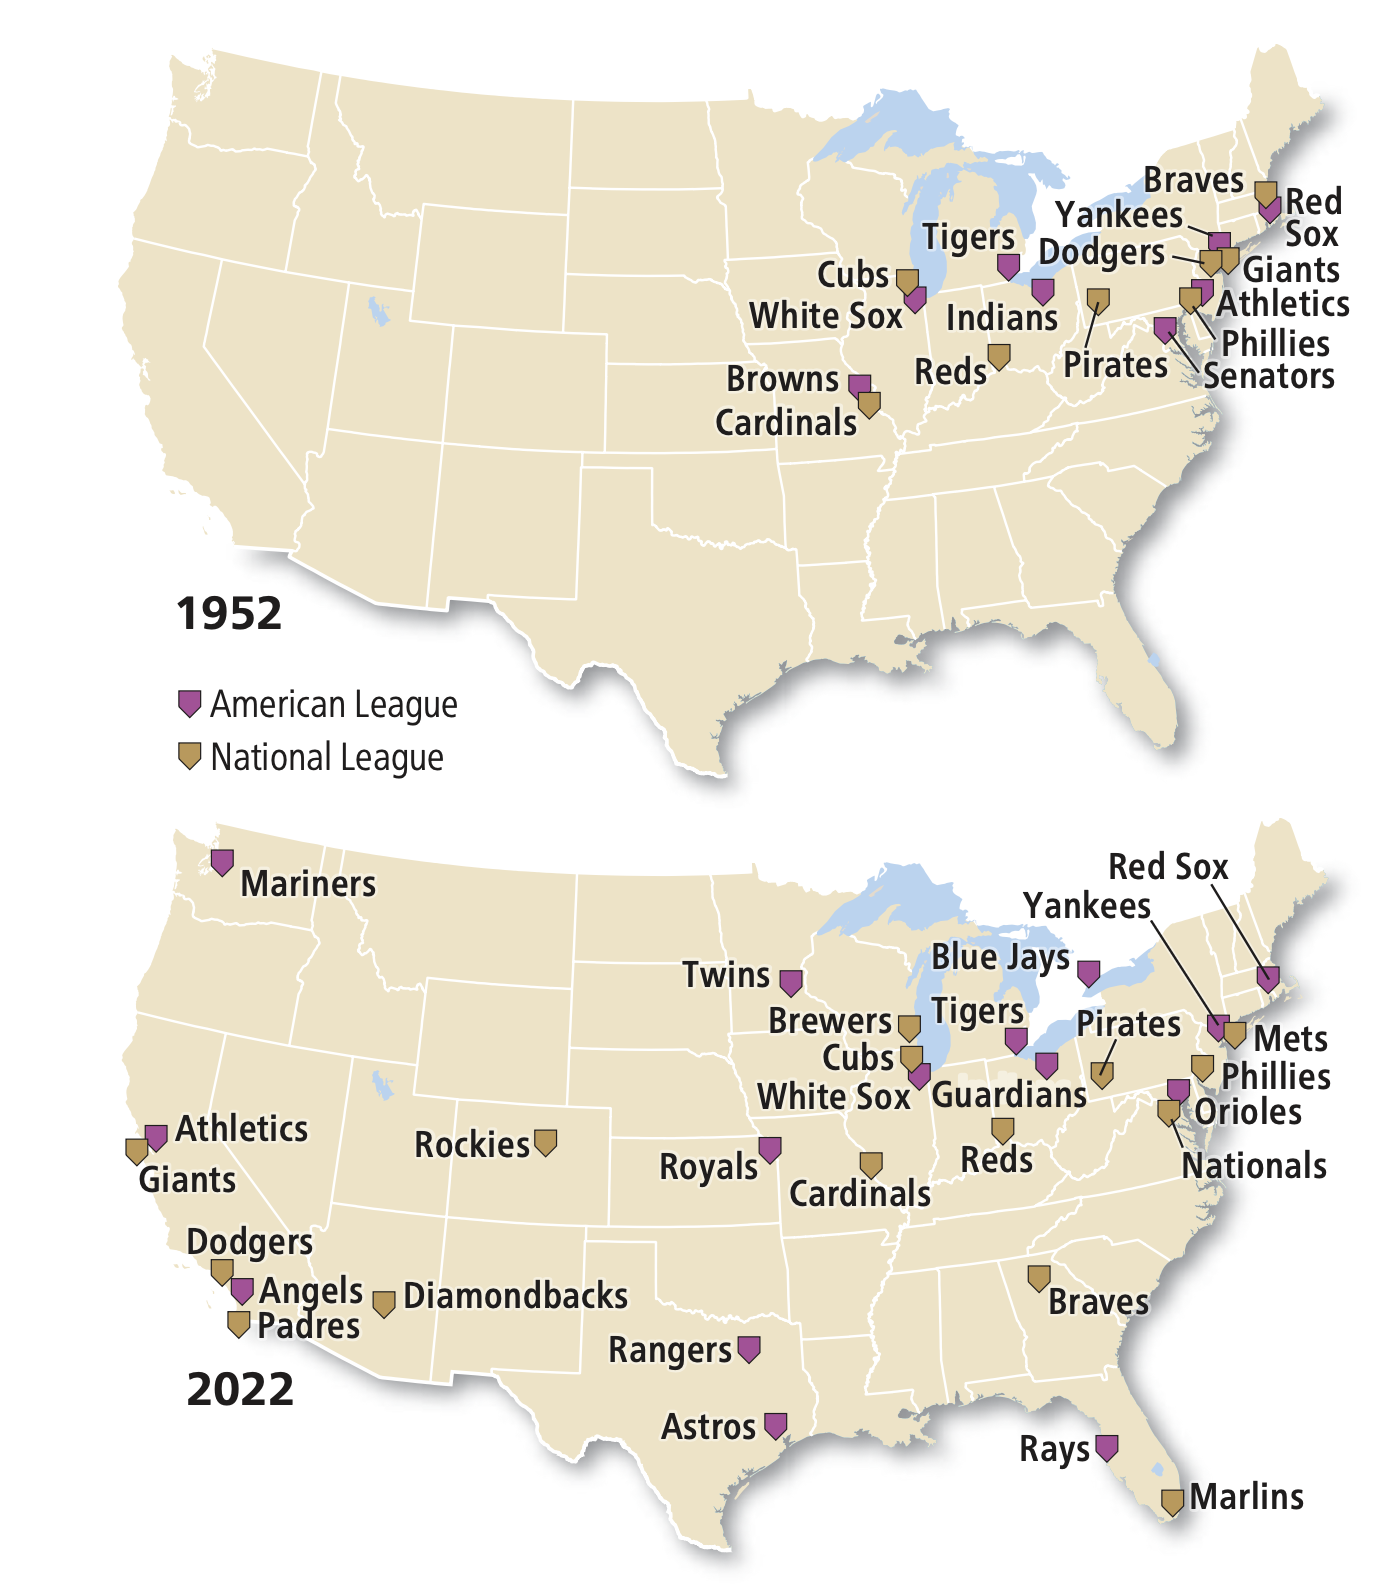 Braves
Red
Sox
Yankees
Tigers
Dodgers
Giants
Cubs
Athletics
White Sox
Indians
Phillies
Pirates
Reds
Senators
Browns
Cardinals
1952
American League
National League
Mariners
Red Sox
Yankees
Blue Jays
Twins
Tigers
Brewers
Pirates
Mets
Cubs
Phillies
White Sox
Guardians
Orioles
Athletics
Rockies
Reds
Royals
Nationals
Giants
Cardinals
Dodgers
Angels
Diamondbacks
Braves
Padres
Rangers
2022
Astros
Rays
Marlins